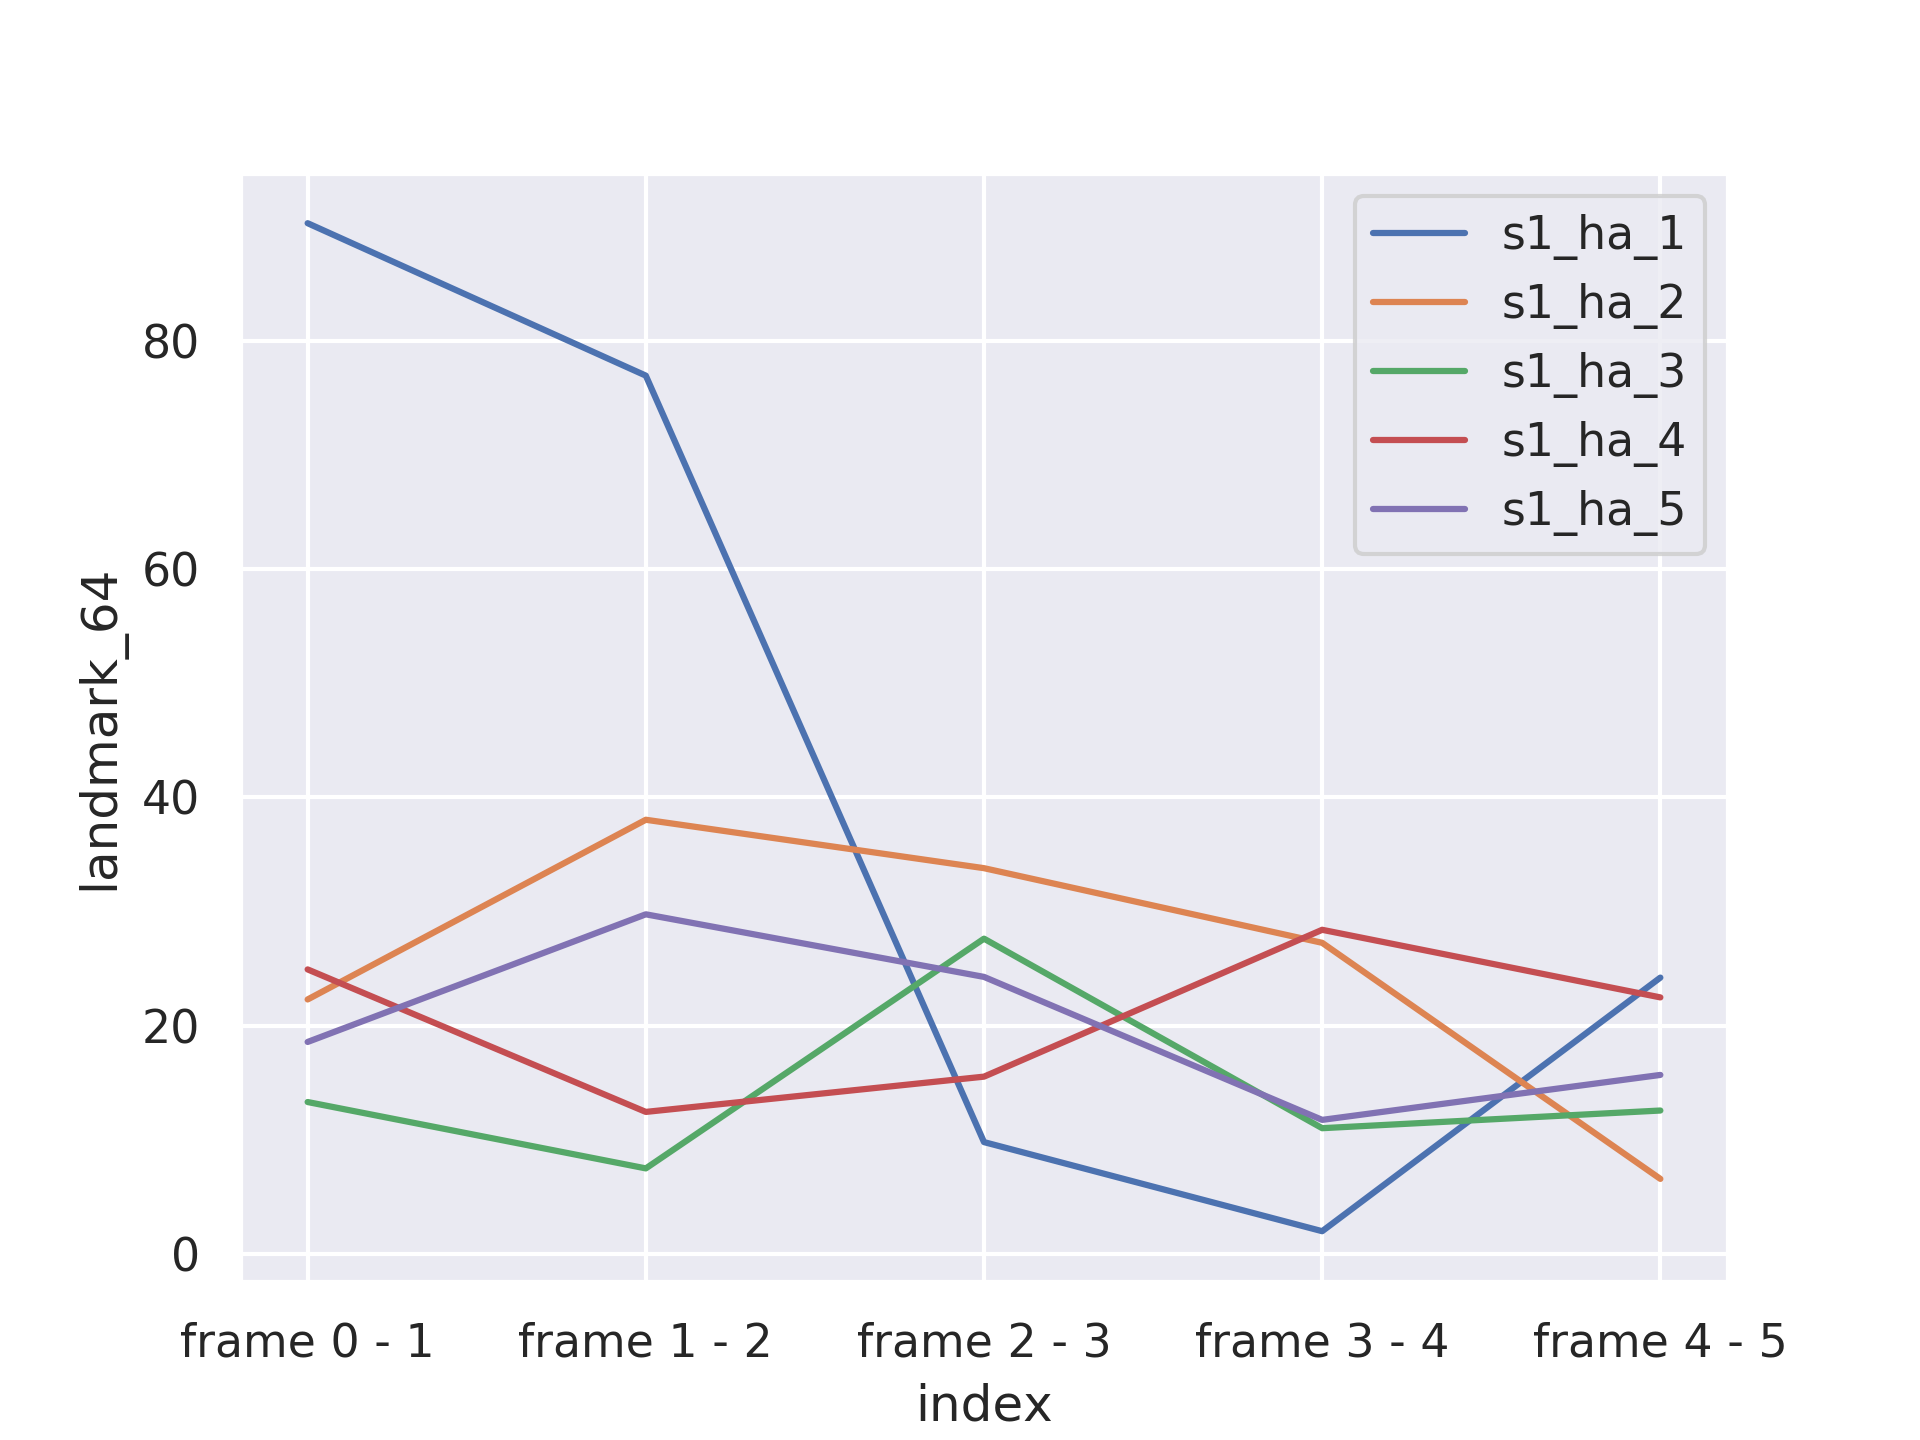 s1_ha_1
s1_ha_2
s1_ha_3
s1_ha_4
s1_ha_5
landmark_64
80
60
40
20
0
frame 0 - 1
frame 1 - 2
frame 2 - 3
frame 3 - 4
frame 4 - 5
index